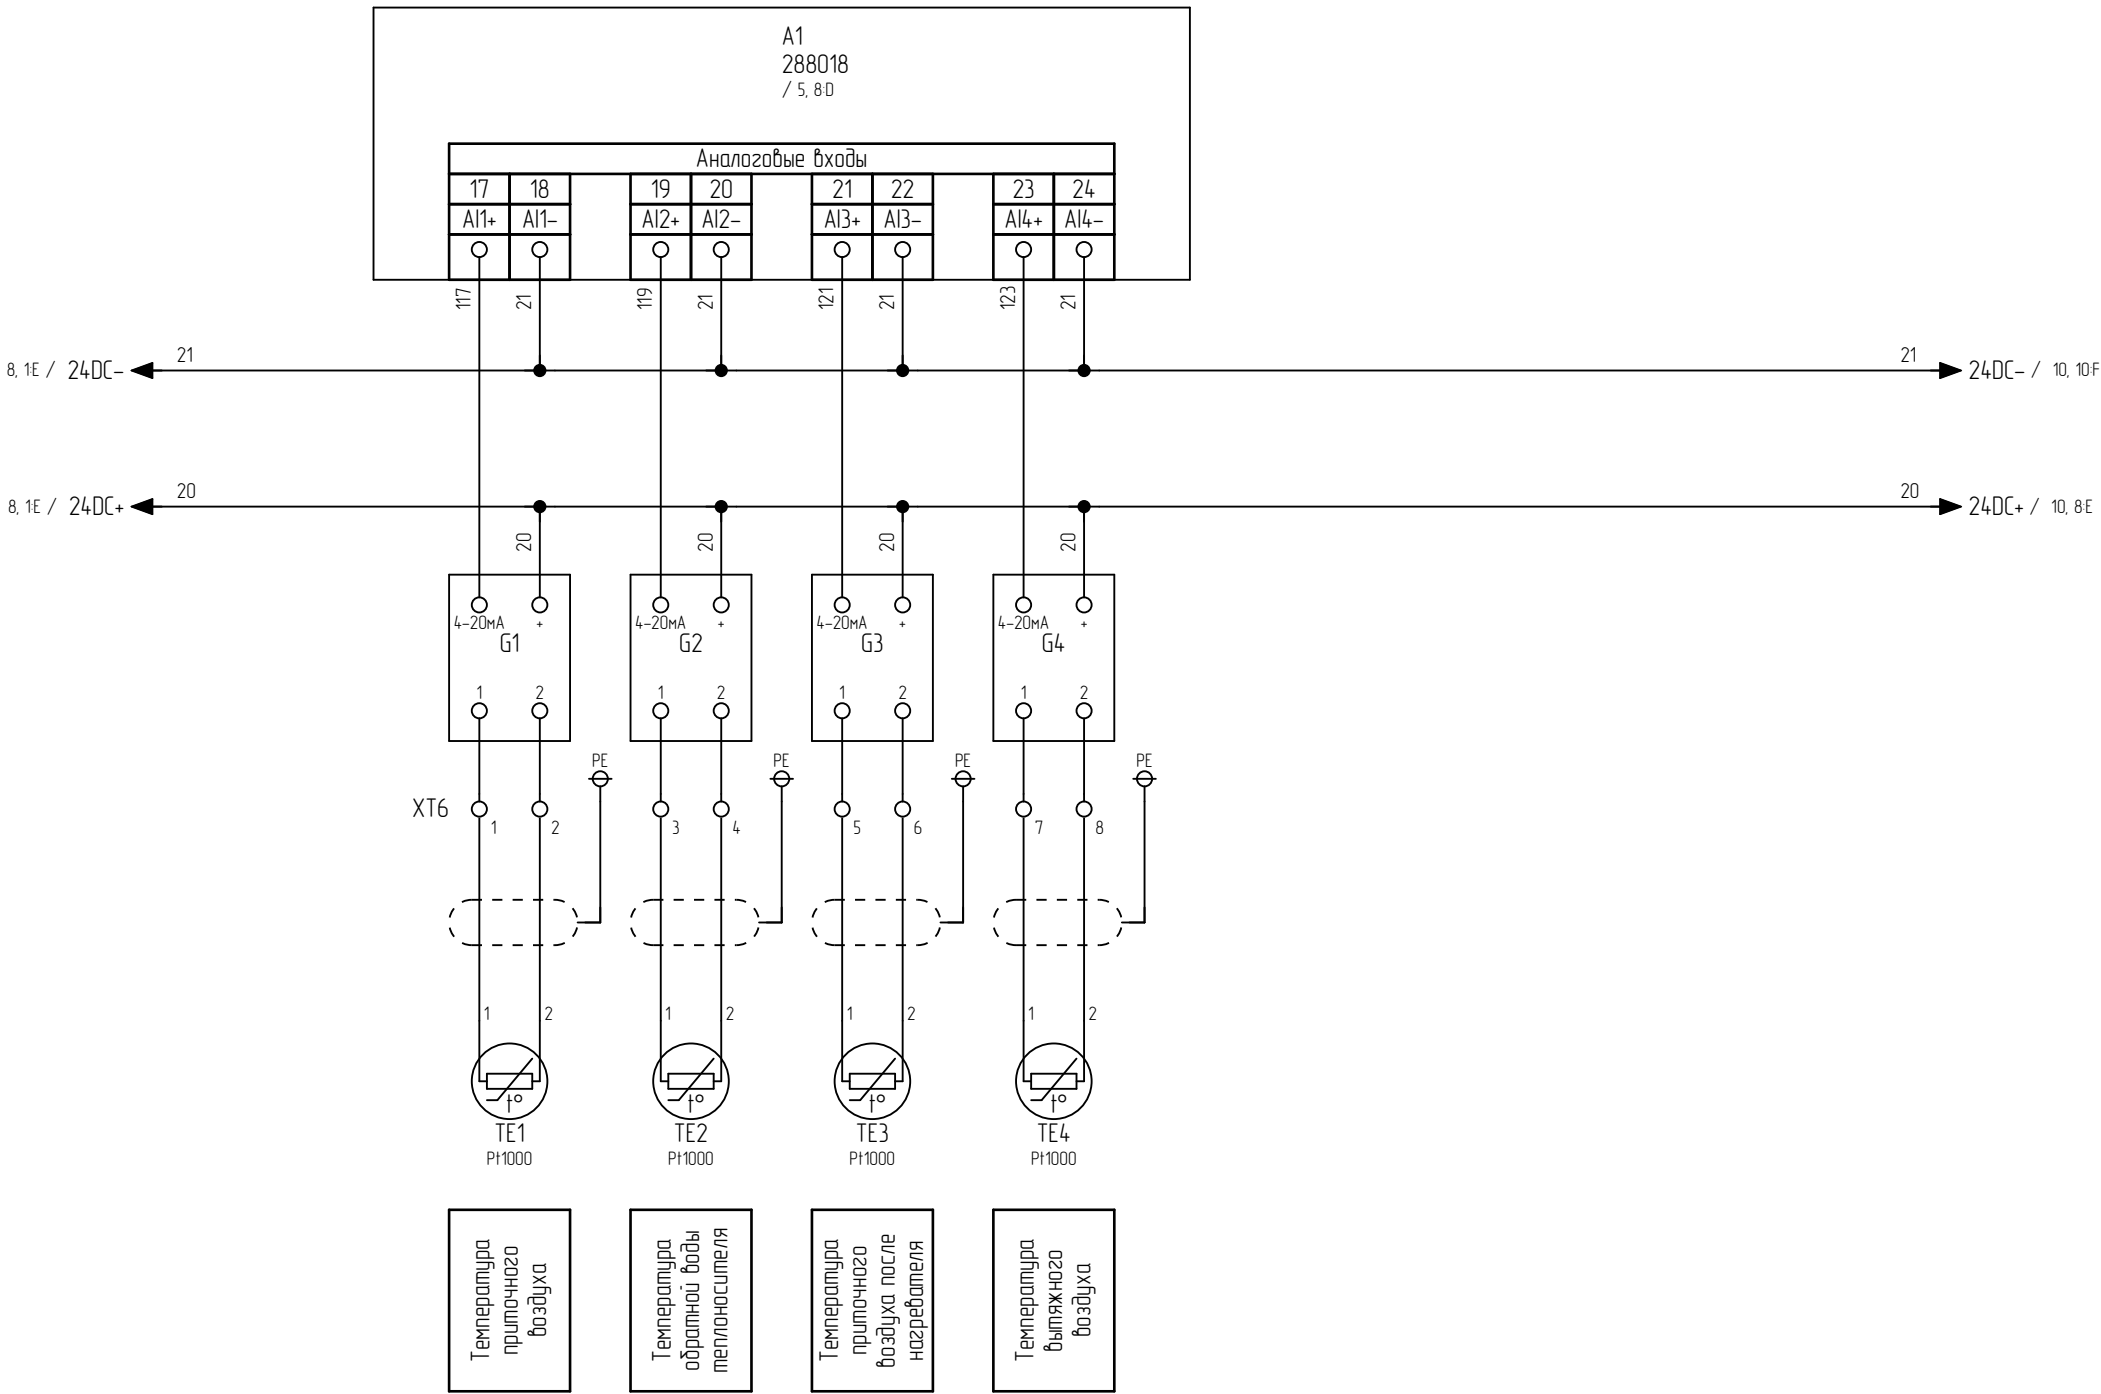 A1
288018
/ 5, 8:D
Аналоговые входы
17 18 19 20 21 22 23 24
AI1+ AI1– AI2+ AI2– AI3+ AI3– AI4+ AI4–
117 21 119 21 121 21 123 21
8, 1:E / 24DC– 21 21 24DC– / 10, 10:F
8, 1:E / 24DC+ 20 20 24DC+ / 10, 8:E
20 20 20 20
4–20мА + 4–20мА + 4–20мА + 4–20мА +
G1 G2 G3 G4
1 2 1 2 1 2 1 2
PE PE PE PE
XT6
1 2 3 4 5 6 7 8
1 2 1 2 1 2 1 2
t° t° t° t°
TE1 TE2 TE3 TE4
Pt1000 Pt1000 Pt1000 Pt1000
Температура
приточного
воздуха
Температура
обратной воды
теплоносителя
Температура
приточного
воздуха после
нагревателя
Температура
вытяжного
воздуха